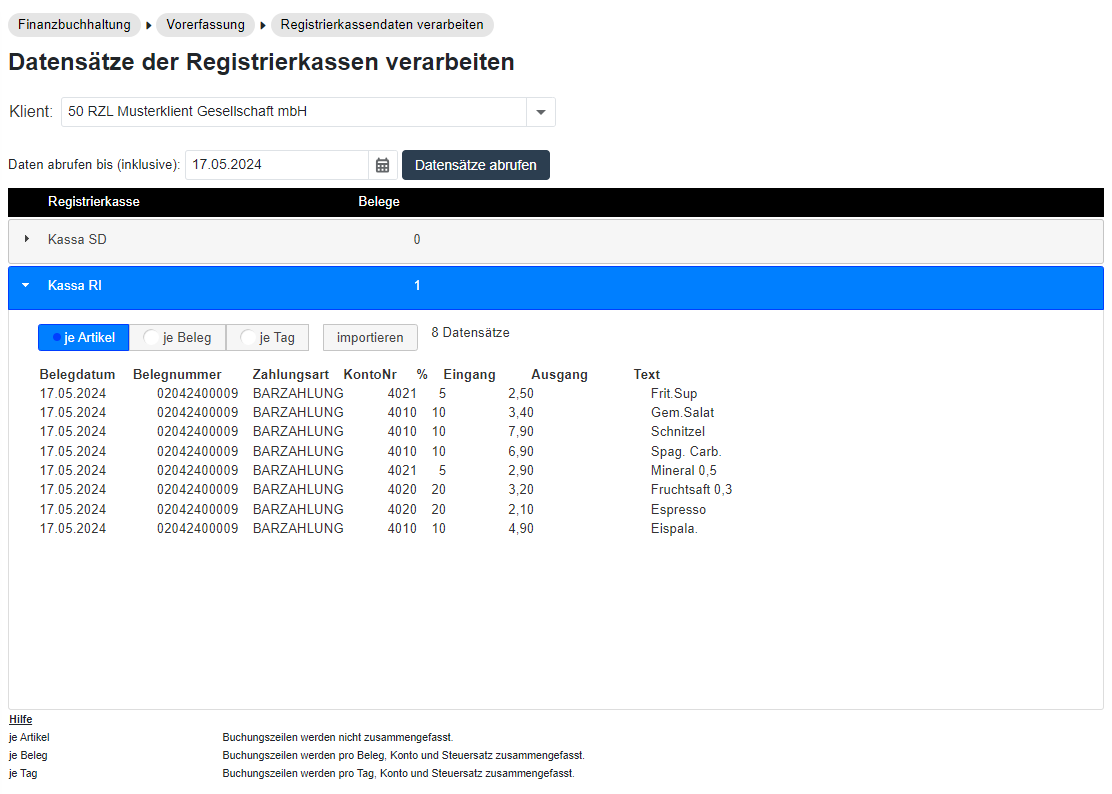 Finanzbuchhaltung Vorerfassung Registrierkassendaten verarbeiten
Datensätze der Registrierkassen verarbeiten
Klient: 50 RZL Musterklient Gesellschaft mbH
Daten abrufen bis (inklusive): 17.05.2024 Datensätze abrufen
Registrierkasse Belege
Kassa SD 0
Kassa RI 1
je Artikel je Beleg je Tag importieren 8 Datensätze
Belegdatum Belegnummer Zahlungsart KontoNr % Eingang Ausgang Text
17.05.2024 02042400009 BARZAHLUNG 4021 5 2,50 Frit.Sup
17.05.2024 02042400009 BARZAHLUNG 4010 10 3,40 Gem.Salat
17.05.2024 02042400009 BARZAHLUNG 4010 10 7,90 Schnitzel
17.05.2024 02042400009 BARZAHLUNG 4010 10 6,90 Spag. Carb.
17.05.2024 02042400009 BARZAHLUNG 4021 5 2,90 Mineral 0,5
17.05.2024 02042400009 BARZAHLUNG 4020 20 3,20 Fruchtsaft 0,3
17.05.2024 02042400009 BARZAHLUNG 4020 20 2,10 Espresso
17.05.2024 02042400009 BARZAHLUNG 4010 10 4,90 Eispala.
Hilfe
je Artikel Buchungszeilen werden nicht zusammengefasst.
je Beleg Buchungszeilen werden pro Beleg, Konto und Steuersatz zusammengefasst.
je Tag Buchungszeilen werden pro Tag, Konto und Steuersatz zusammengefasst.